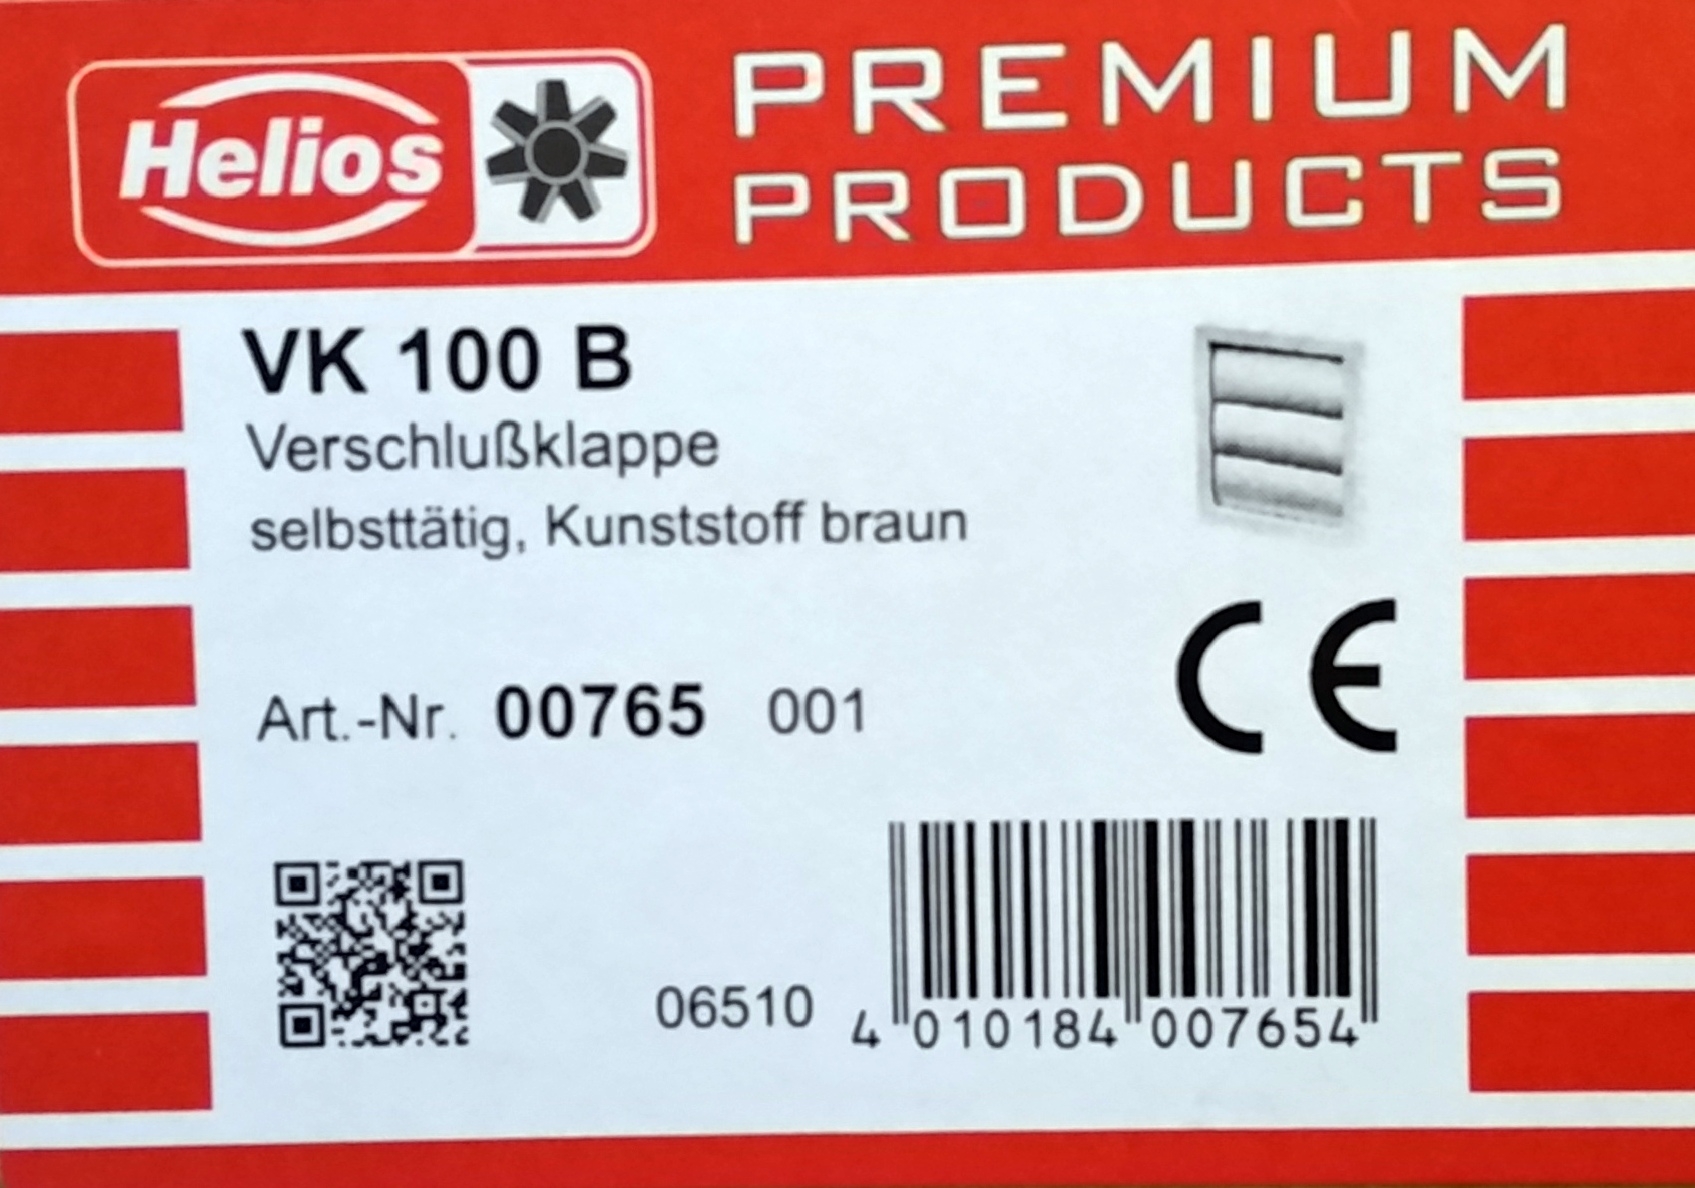 Helios
PREMIUM
PRODUCTS
VK 100 B
Verschlußklappe
selbsttätig, Kunststoff braun
Art.-Nr. 00765 001
CE
06510
4 010184 007654